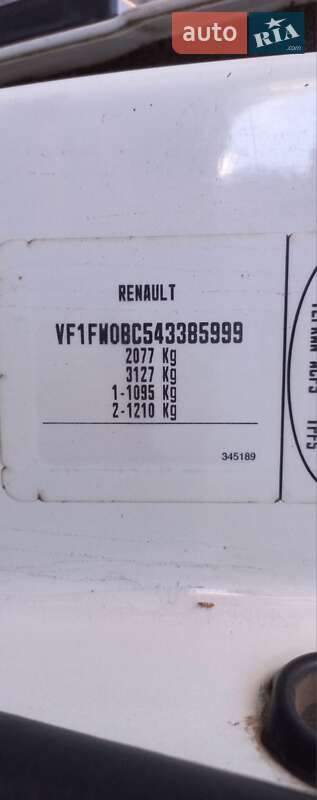 auto
RIA
.com
RENAULT
VF1FW0BC543385999
2077 Kg
3127 Kg
1-1095 Kg
2-1210 Kg
345189